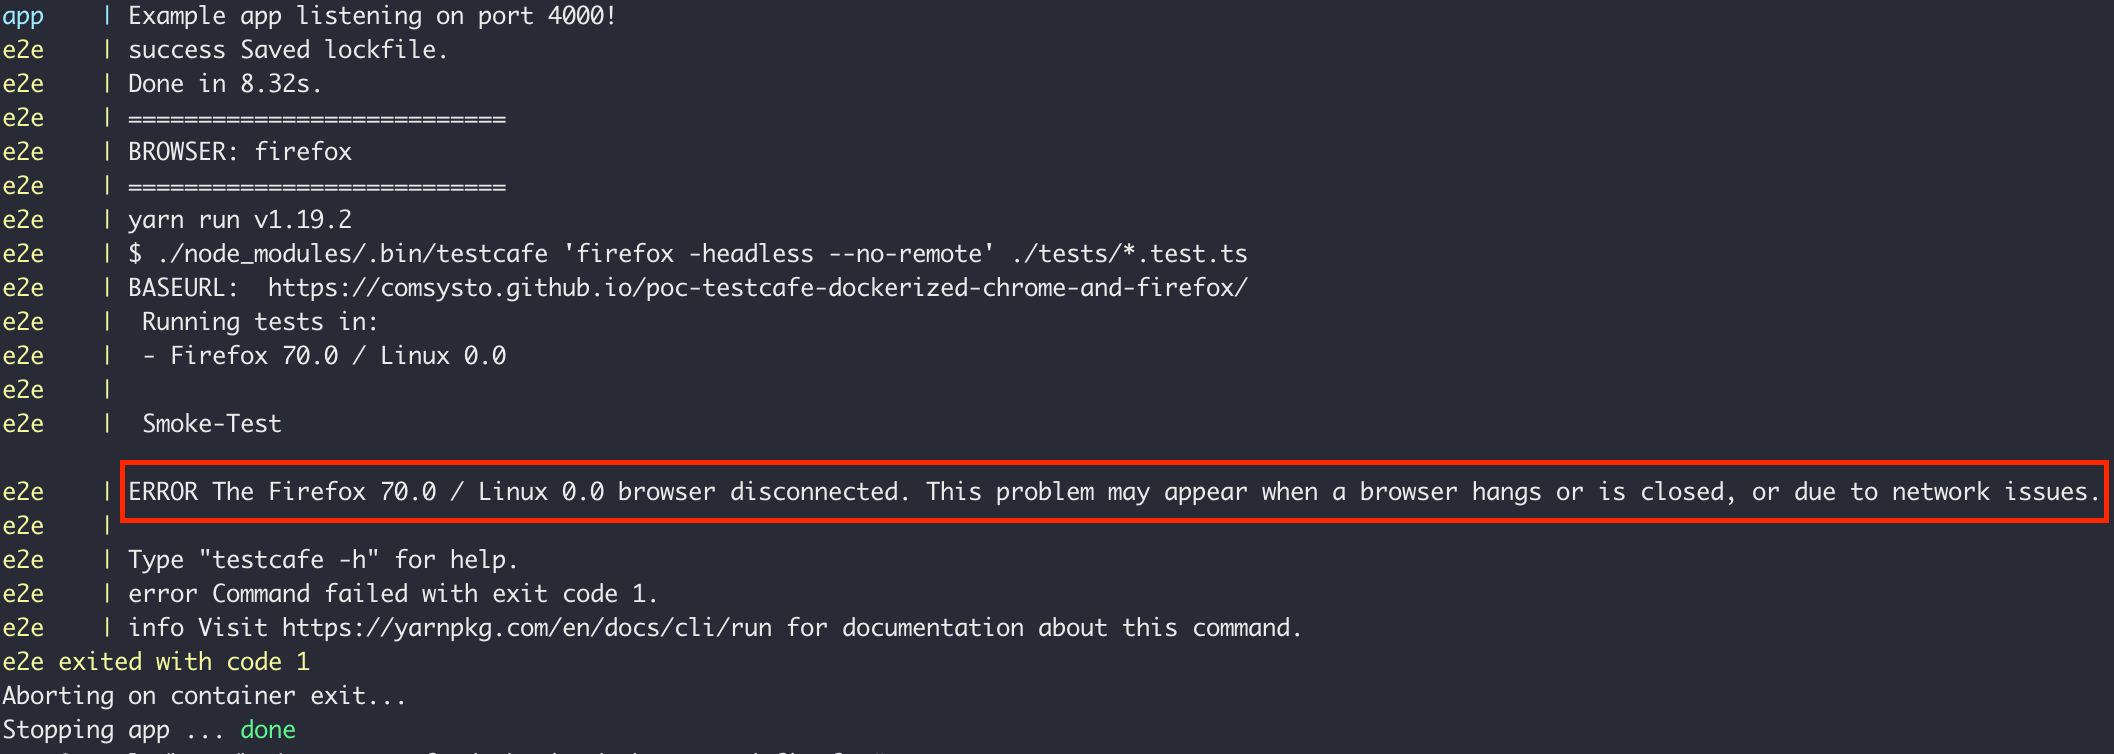 app    | Example app listening on port 4000!
e2e    | success Saved lockfile.
e2e    | Done in 8.32s.
e2e    | ===========================
e2e    | BROWSER: firefox
e2e    | ===========================
e2e    | yarn run v1.19.2
e2e    | $ ./node_modules/.bin/testcafe 'firefox -headless --no-remote' ./tests/*.test.ts
e2e    | BASEURL:  https://comsysto.github.io/poc-testcafe-dockerized-chrome-and-firefox/
e2e    |  Running tests in:
e2e    |  - Firefox 70.0 / Linux 0.0
e2e    |
e2e    |  Smoke-Test
e2e    | ERROR The Firefox 70.0 / Linux 0.0 browser disconnected. This problem may appear when a browser hangs or is closed, or due to network issues.
e2e    |
e2e    | Type "testcafe -h" for help.
e2e    | error Command failed with exit code 1.
e2e    | info Visit https://yarnpkg.com/en/docs/cli/run for documentation about this command.
e2e exited with code 1
Aborting on container exit...
Stopping app ... done